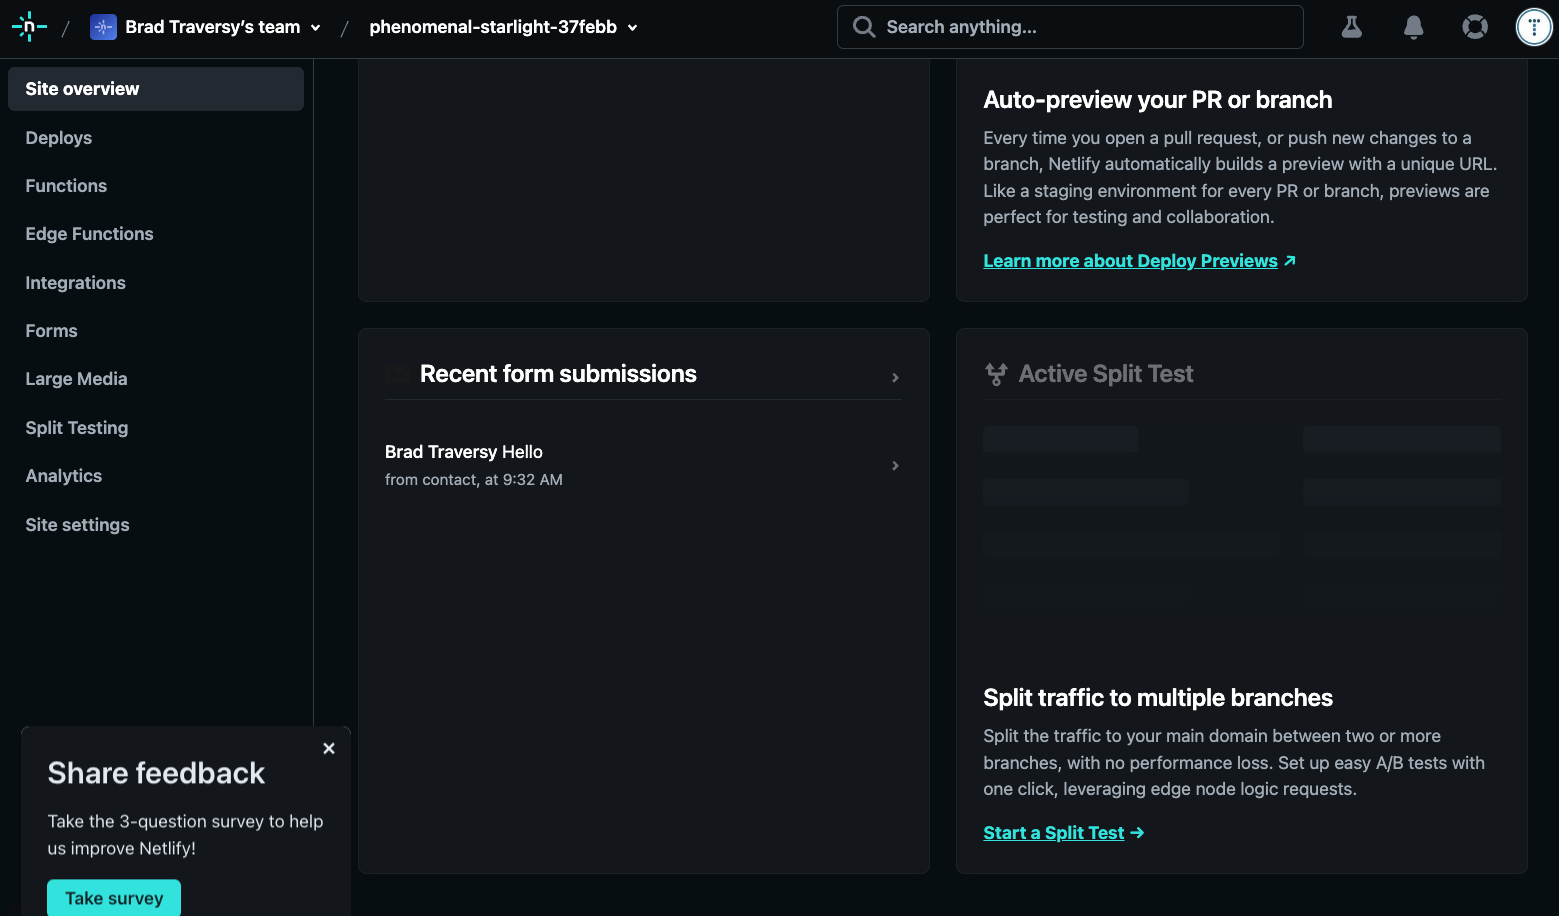 n / Brad Traversy's team / phenomenal-starlight-37febb Search anything...
Site overview
Deploys
Functions
Edge Functions
Integrations
Forms
Large Media
Split Testing
Analytics
Site settings
Auto-preview your PR or branch
Every time you open a pull request, or push new changes to a
branch, Netlify automatically builds a preview with a unique URL.
Like a staging environment for every PR or branch, previews are
perfect for testing and collaboration.
Learn more about Deploy Previews ↗
Recent form submissions
Brad Traversy Hello
from contact, at 9:32 AM
Active Split Test
Split traffic to multiple branches
Split the traffic to your main domain between two or more
branches, with no performance loss. Set up easy A/B tests with
one click, leveraging edge node logic requests.
Start a Split Test →
Share feedback
Take the 3-question survey to help
us improve Netlify!
Take survey